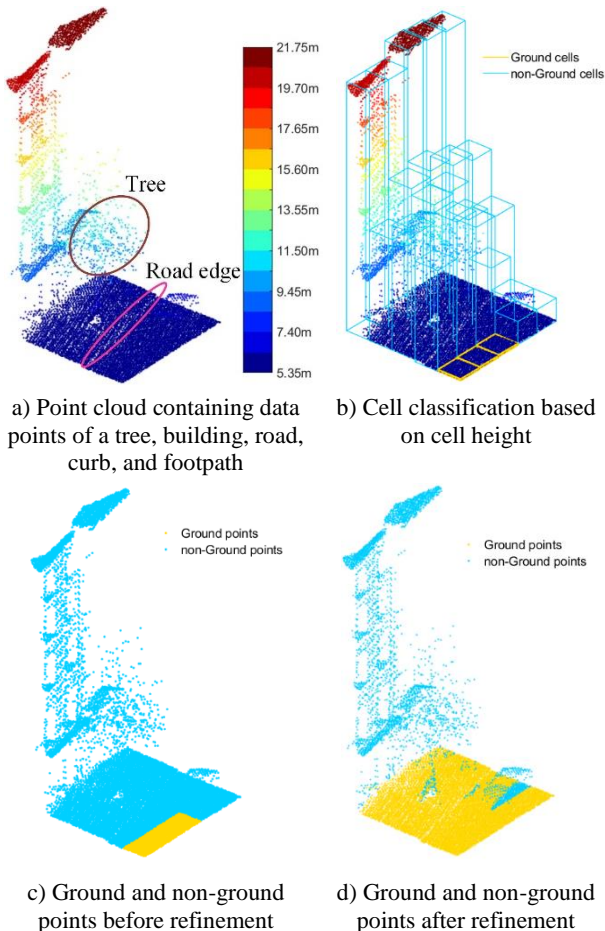 21.75m
19.70m
17.65m
15.60m
13.55m
11.50m
9.45m
7.40m
5.35m
Tree
Road edge
Ground cells
non-Ground cells
a) Point cloud containing data
points of a tree, building, road,
curb, and footpath
b) Cell classification based
on cell height
Ground points
non-Ground points
Ground points
non-Ground points
c) Ground and non-ground
points before refinement
d) Ground and non-ground
points after refinement